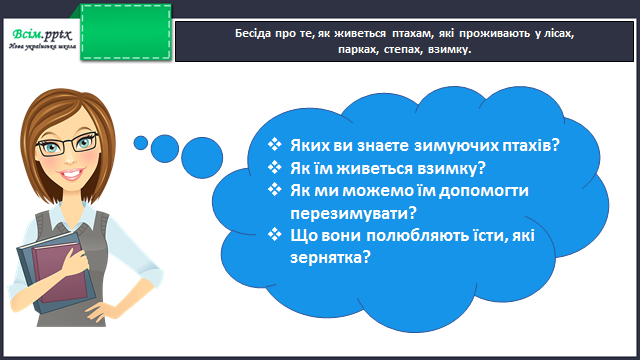 Всім.pptx
Нова українська школа
Бесіда про те, як живеться птахам, які проживають у лісах,
парках, степах, взимку.
❖ Яких ви знаєте зимуючих птахів?
❖ Як їм живеться взимку?
❖ Як ми можемо їм допомогти
перезимувати?
❖ Що вони полюбляють їсти, які
зернятка?